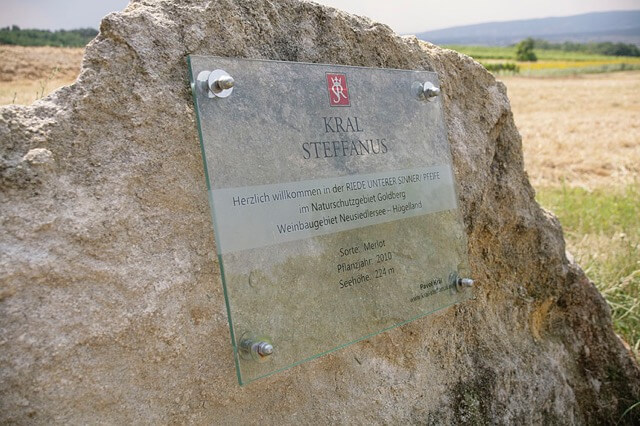 KRAL
STEFFANUS
Herzlich willkommen in der RIEDE UNTERER SINNER/ PFEIFE
im Naturschutzgebiet Goldberg
Weinbaugebiet Neusiedlersee – Hügelland
Sorte: Merlot
Pflanzjahr: 2010
Seehöhe: 224 m